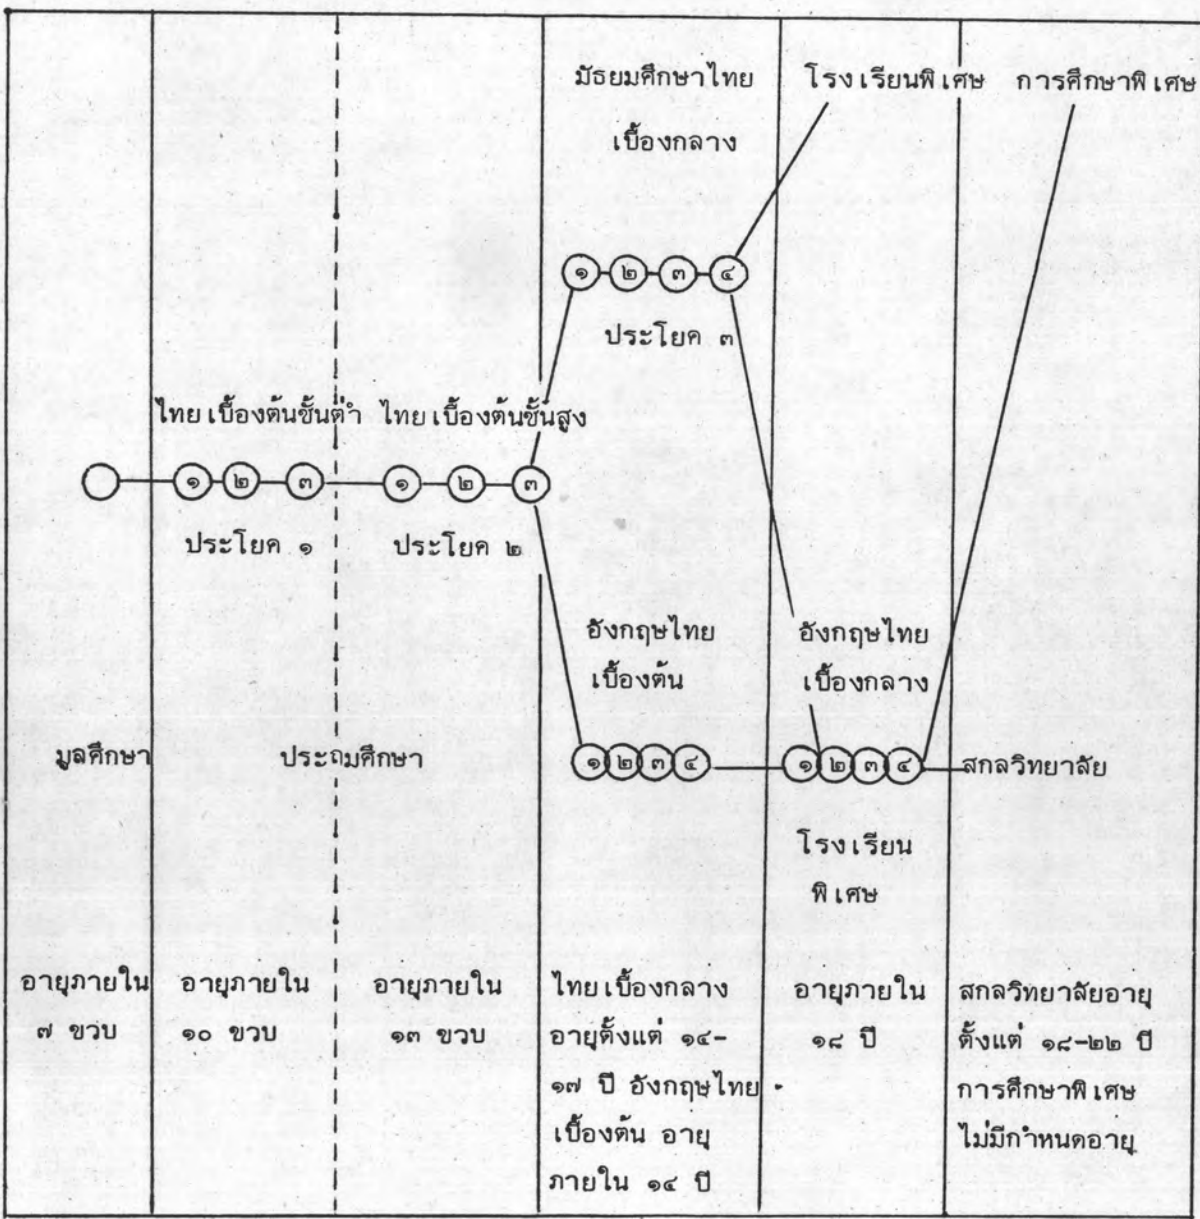 มัธยมศึกษาไทย
เบื้องกลาง
โรงเรียนพิเศษ
การศึกษาพิเศษ
๑ ๒ ๓ ๔
ประโยค ๓
ไทยเบื้องต้นชั้นต่ำ ไทยเบื้องต้นชั้นสูง
๑ ๒ ๓ ๑ ๒ ๓
ประโยค ๑ ประโยค ๒
อังกฤษไทย
เบื้องต้น
อังกฤษไทย
เบื้องกลาง
มูลศึกษา ประถมศึกษา ๑ ๒ ๓ ๔ ๑ ๒ ๓ ๔ สกลวิทยาลัย
โรงเรียน
พิเศษ
อายุภายใน
๗ ขวบ
อายุภายใน
๑๐ ขวบ
อายุภายใน
๑๓ ขวบ
ไทยเบื้องกลาง
อายุตั้งแต่ ๑๔-
๑๗ ปี อังกฤษไทย
เบื้องต้น อายุ
ภายใน ๑๔ ปี
อายุภายใน
๑๘ ปี
สกลวิทยาลัยอายุ
ตั้งแต่ ๑๘-๒๒ ปี
การศึกษาพิเศษ
ไม่มีกำหนดอายุ